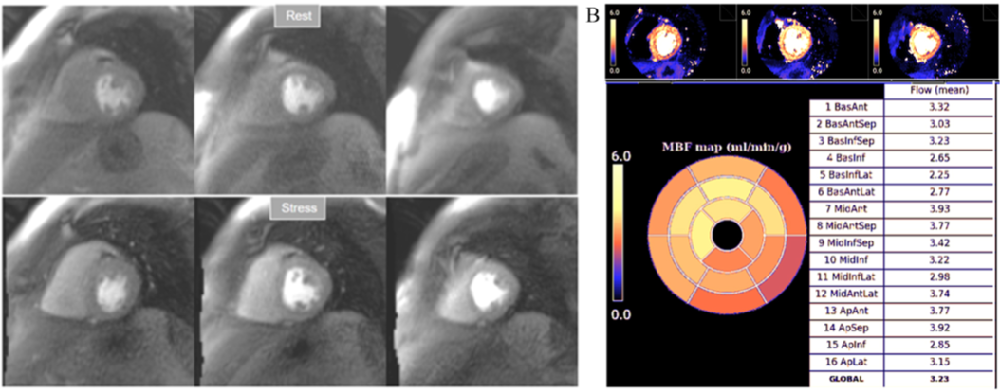 Rest
Stress
B
6.0
0.0
6.0
0.0
6.0
0.0
MBF map (ml/min/g)
6.0
0.0
Flow (mean)
1 BasAnt 3.32
2 BasAntSep 3.03
3 BasInfSep 3.23
4 BasInf 2.65
5 BasInfLat 2.25
6 BasAntLat 2.77
7 MidAnt 3.93
8 MidAntSep 3.77
9 MidInfSep 3.42
10 MidInf 3.22
11 MidInfLat 2.98
12 MidAntLat 3.74
13 ApAnt 3.77
14 ApSep 3.92
15 ApInf 2.85
16 ApLat 3.15
GLOBAL 3.23